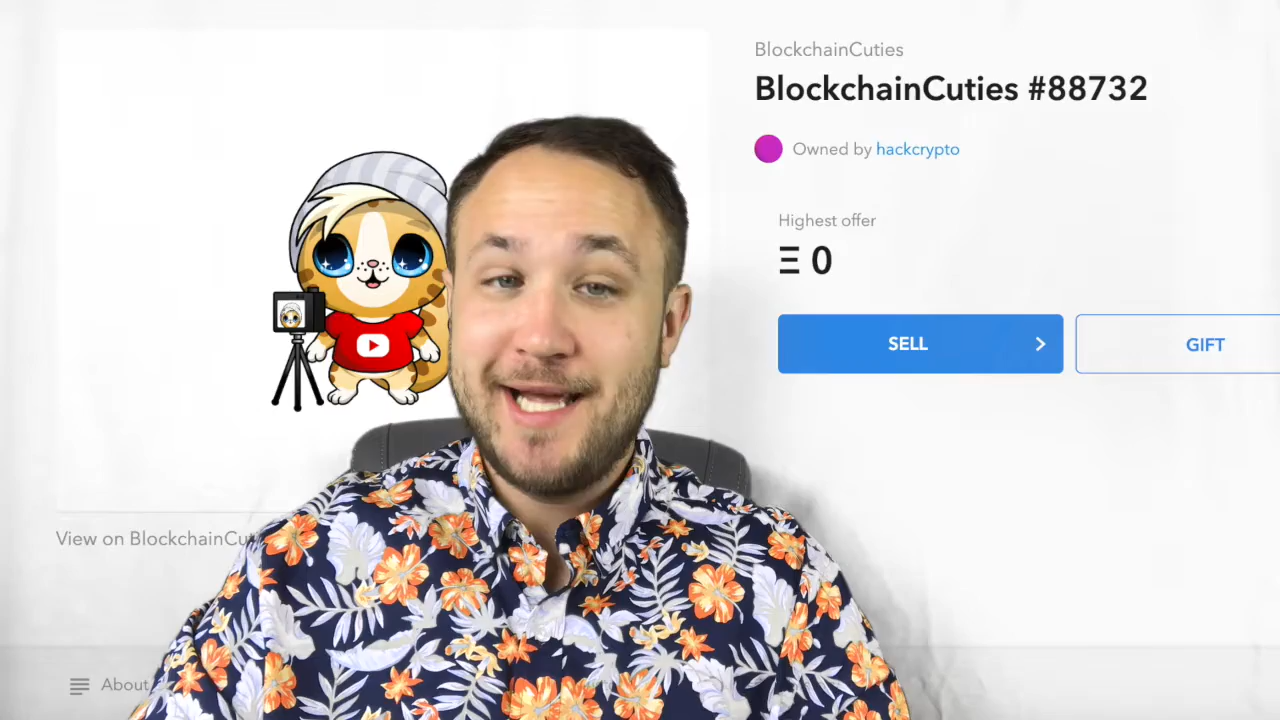 BlockchainCuties
BlockchainCuties #88732
Owned by hackcrypto
Highest offer
Ξ 0
SELL
GIFT
View on BlockchainCu
About